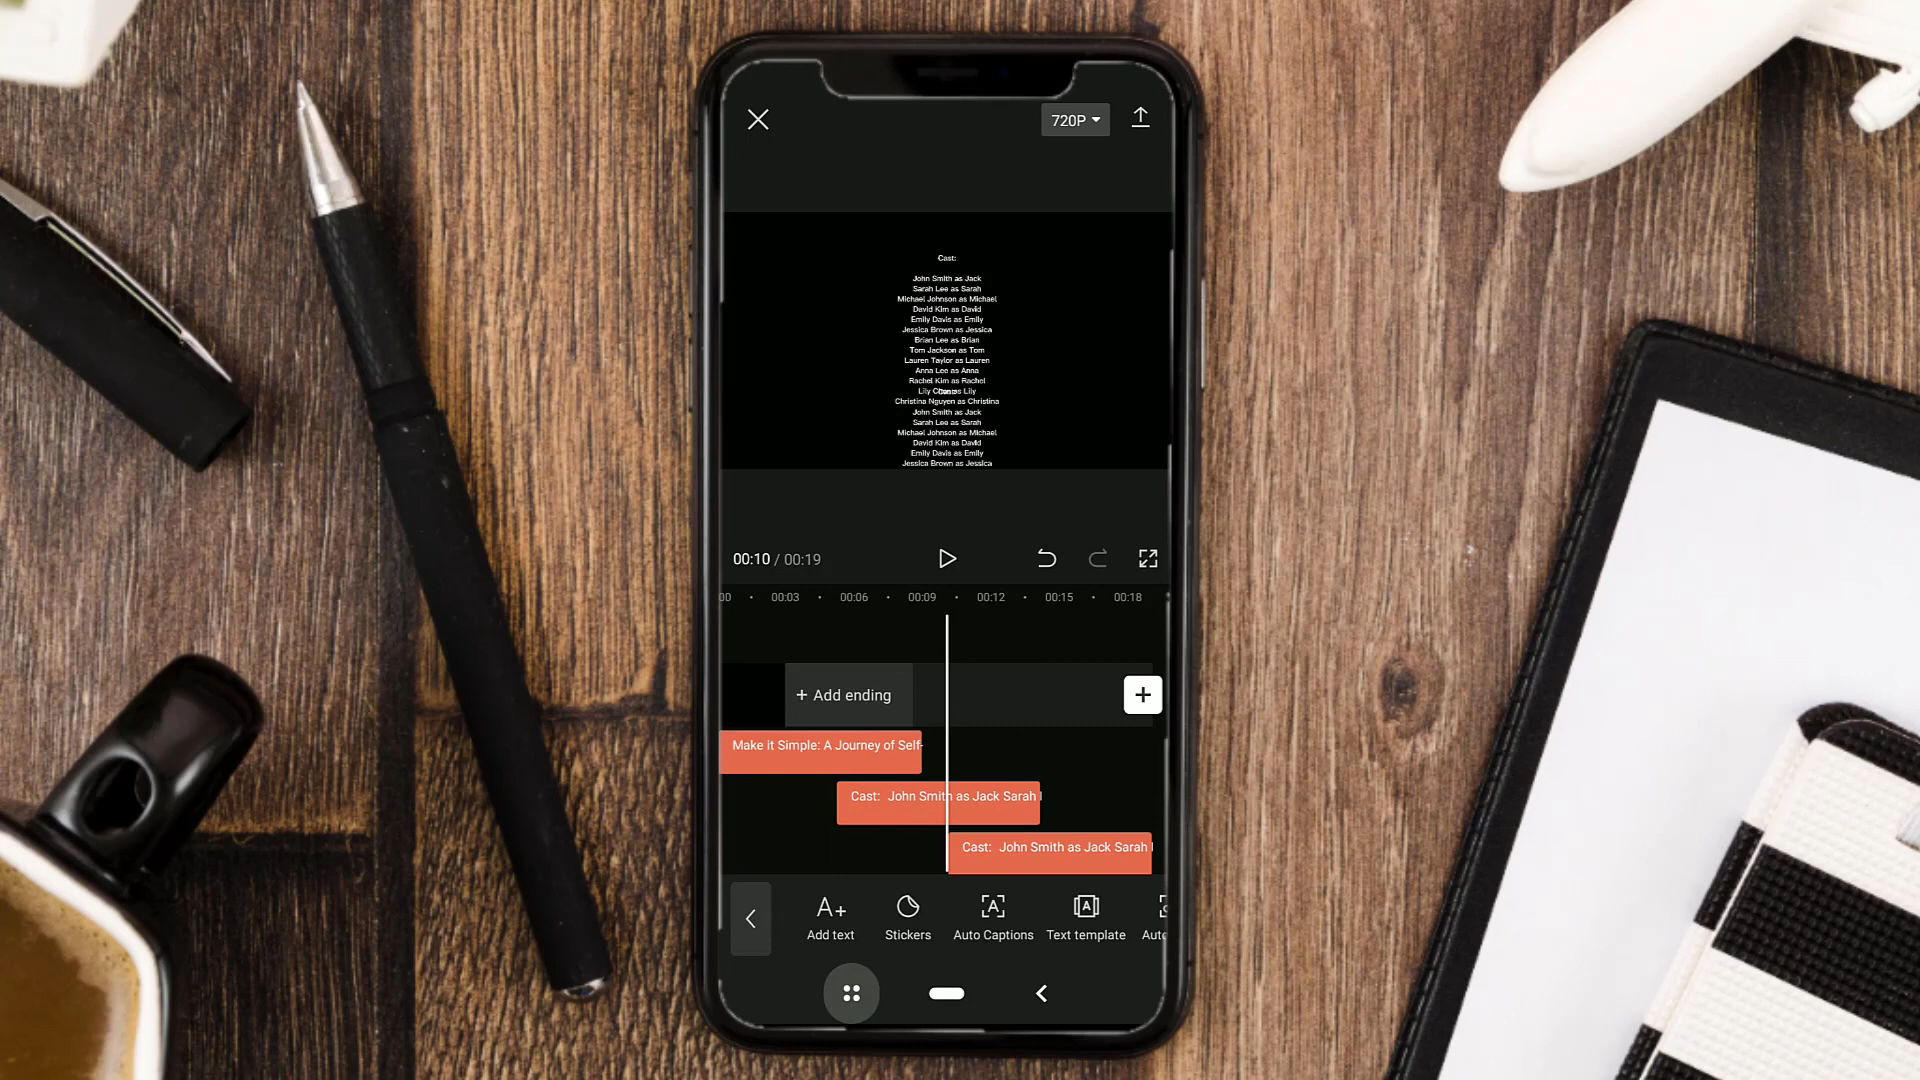 720P
Cast:
John Smith as Jack
Sarah Lee as Sarah
Michael Johnson as Michael
David Kim as David
Emily Davis as Emily
Jessica Brown as Jessica
Brian Lee as Brian
Tom Jackson as Tom
Lauren Taylor as Lauren
Anna Lee as Anna
Rachel Kim as Rachel
Lily as Lily
Christina Nguyen as Christina
John Smith as Jack
Sarah Lee as Sarah
Michael Johnson as Michael
David Kim as David
Emily Davis as Emily
Jessica Brown as Jessica
00:10 / 00:19
00 • 00:03 • 00:06 • 00:09 • 00:12 • 00:15 • 00:18
+ Add ending
Make it Simple: A Journey of Self-
Cast: John Smith as Jack Sarah
Cast: John Smith as Jack Sarah
Add text Stickers Auto Captions Text template Aut